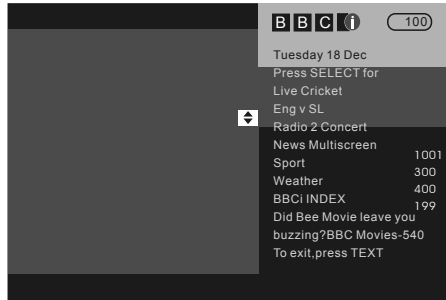 BBCi 100
Tuesday 18 Dec
Press SELECT for
Live Cricket
Eng v SL
Radio 2 Concert
News Multiscreen 1001
Sport 300
Weather 400
BBCi INDEX 199
Did Bee Movie leave you
buzzing?BBC Movies-540
To exit,press TEXT